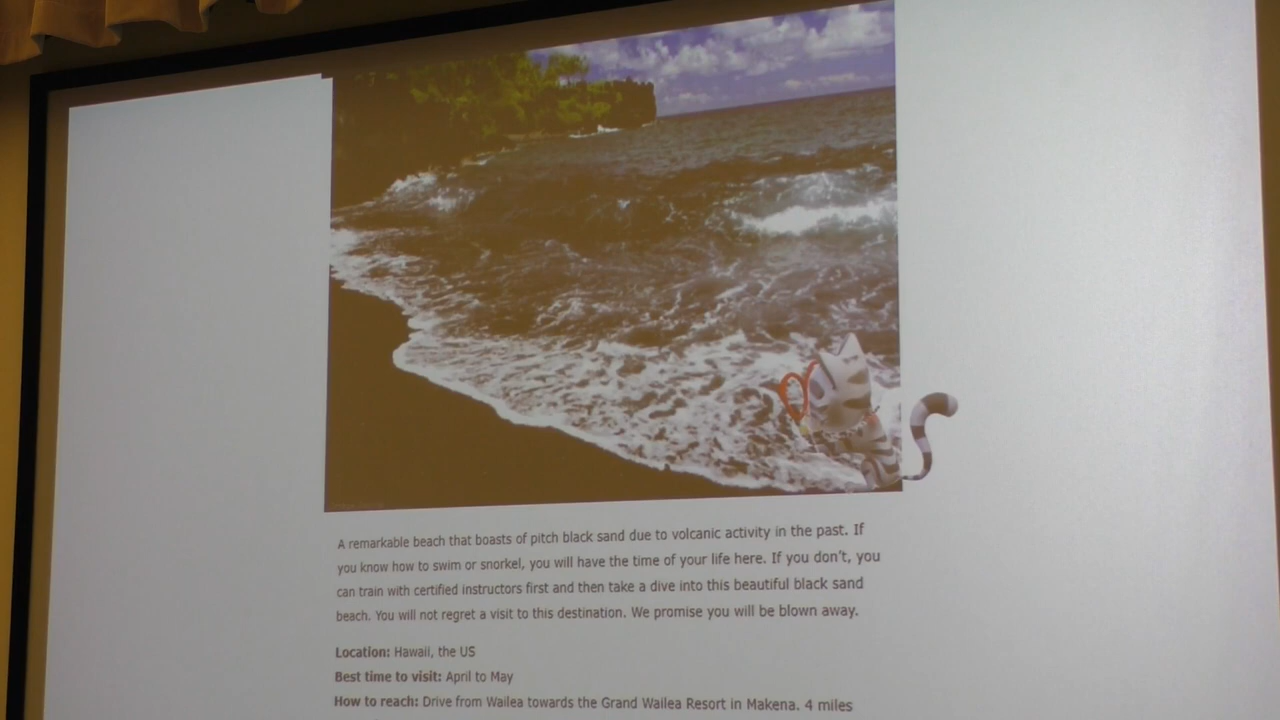 A remarkable beach that boasts of pitch black sand due to volcanic activity in the past. If
you know how to swim or snorkel, you will have the time of your life here. If you don't, you
can train with certified instructors first and then take a dive into this beautiful black sand
beach. You will not regret a visit to this destination. We promise you will be blown away.
Location: Hawaii, the US
Best time to visit: April to May
How to reach: Drive from Wailea towards the Grand Wailea Resort in Makena. 4 miles